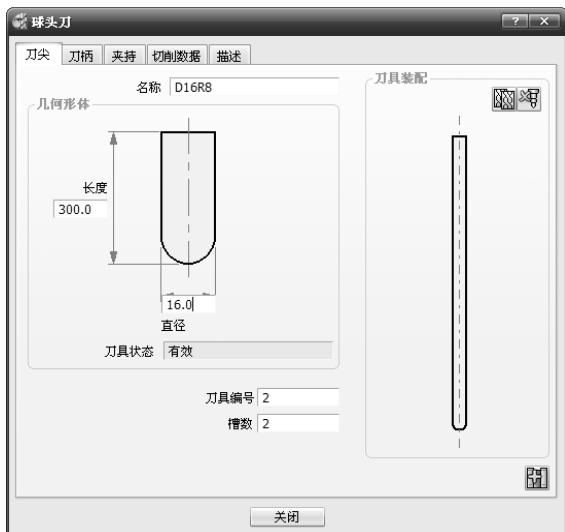 球头刀
刀尖 刀柄 夹持 切削数据 描述
名称 D16R8
几何形体
长度
300.0
16.0
直径
刀具状态 有效
刀具编号 2
槽数 2
刀具装配
关闭